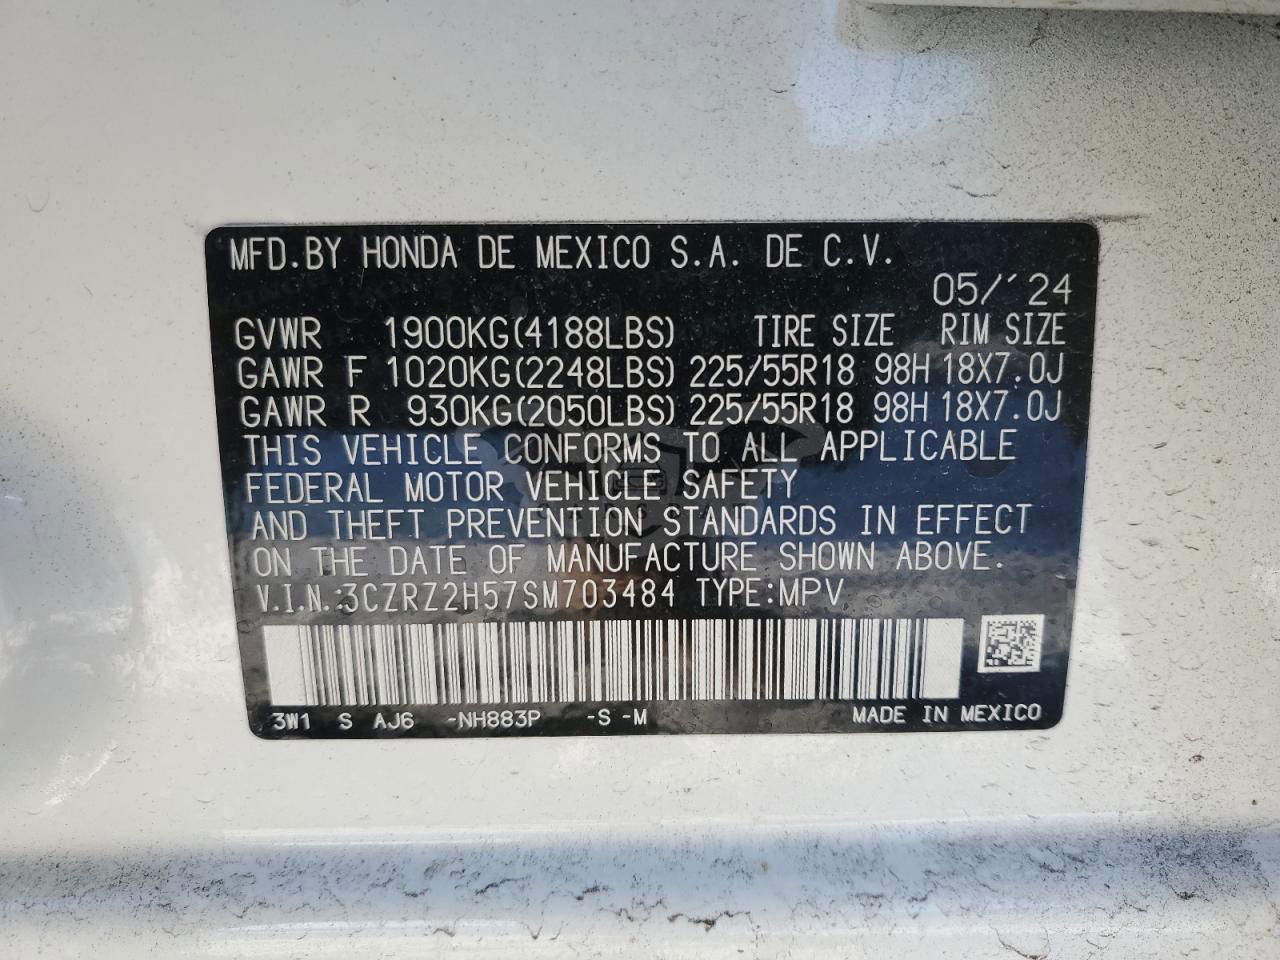 MFD.BY HONDA DE MEXICO S.A. DE C.V.
05/'24
GVWR 1900KG(4188LBS) TIRE SIZE RIM SIZE
GAWR F 1020KG(2248LBS) 225/55R18 98H 18X7.0J
GAWR R 930KG(2050LBS) 225/55R18 98H 18X7.0J
THIS VEHICLE CONFORMS TO ALL APPLICABLE
FEDERAL MOTOR VEHICLE SAFETY
AND THEFT PREVENTION STANDARDS IN EFFECT
ON THE DATE OF MANUFACTURE SHOWN ABOVE.
V.I.N.:3CZRZ2H57SM703484 TYPE:MPV
3W1 S AJ6 -NH883P -S -M MADE IN MEXICO